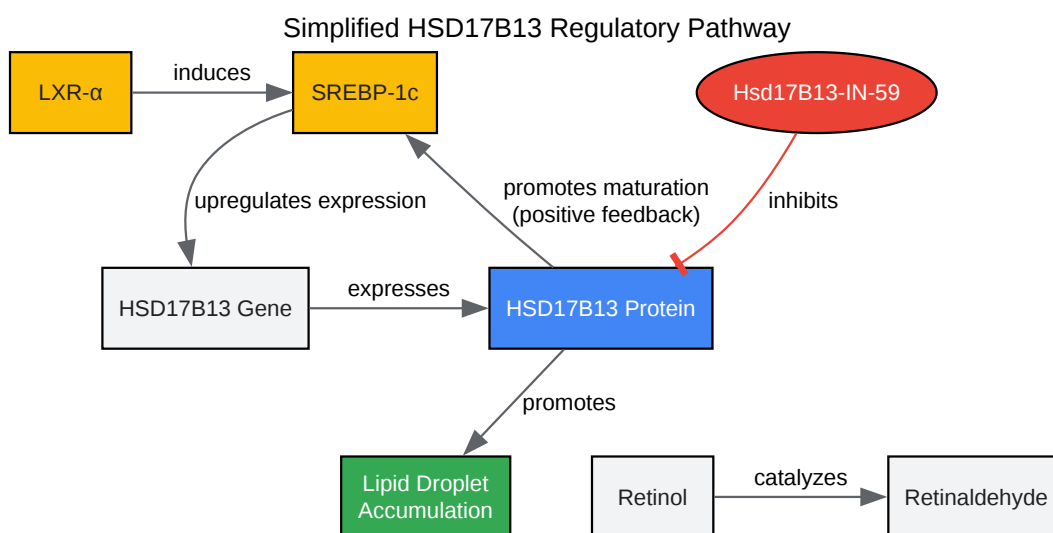 Simplified HSD17B13 Regulatory Pathway
LXR-α
induces
SREBP-1c
Hsd17B13-IN-59
upregulates expression
promotes maturation
(positive feedback)
inhibits
HSD17B13 Gene
expresses
HSD17B13 Protein
promotes
Lipid Droplet
Accumulation
Retinol
catalyzes
Retinaldehyde